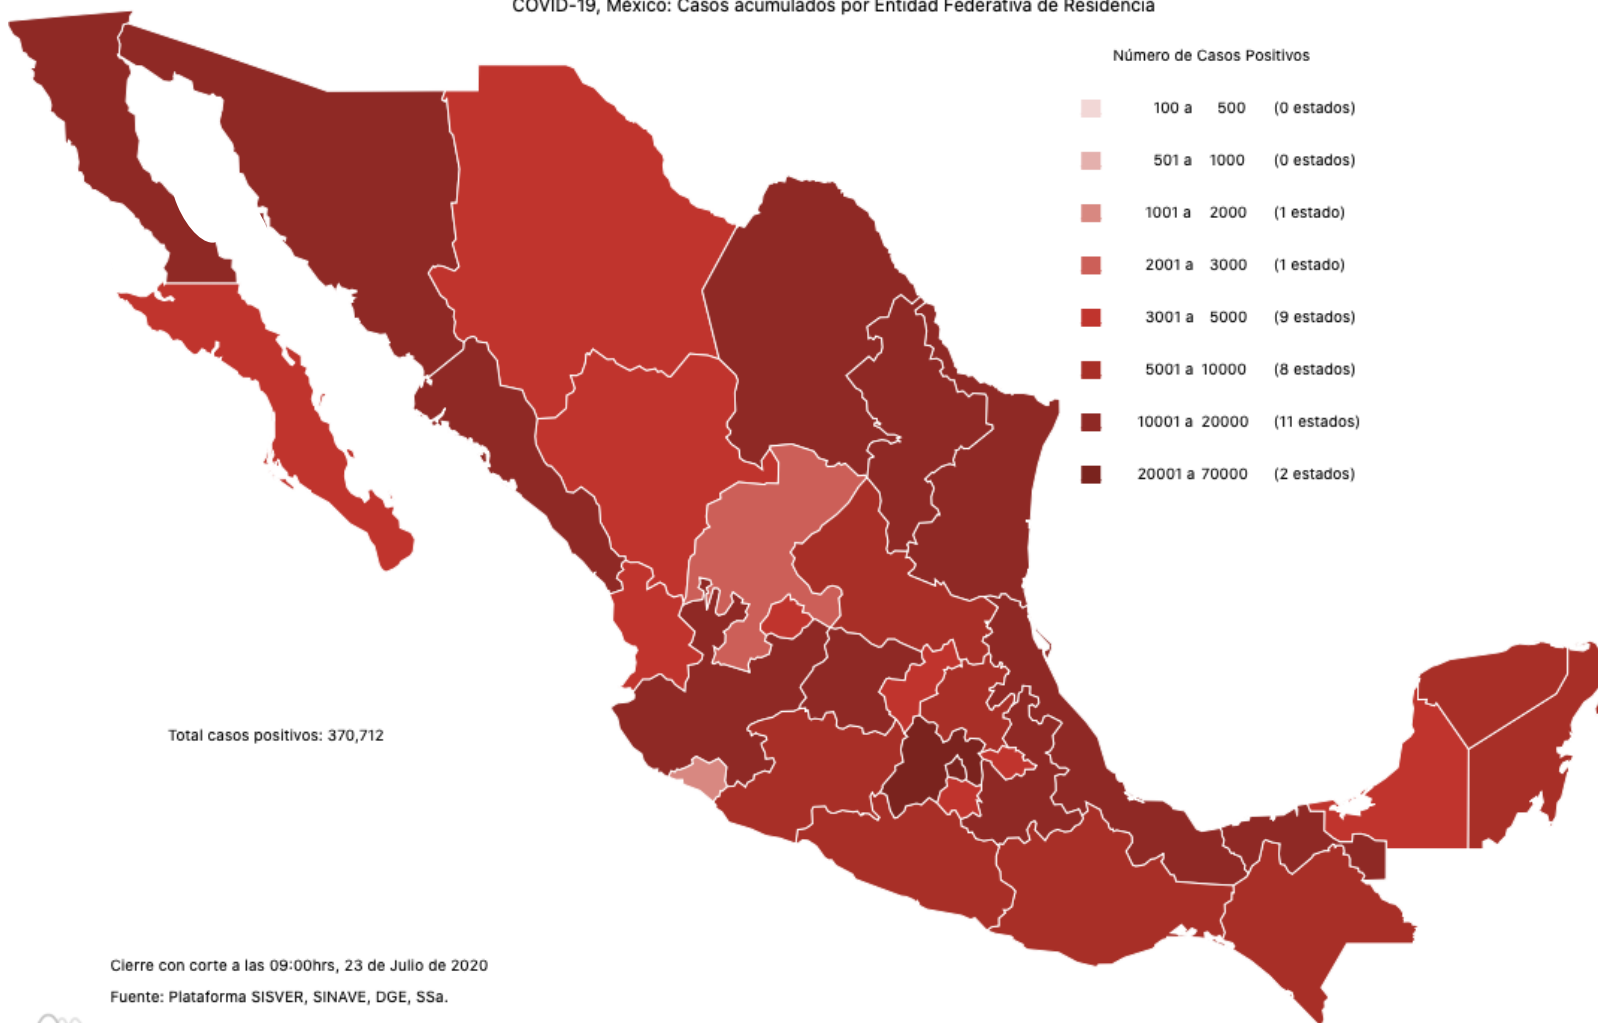 COVID-19, México: Casos acumulados por Entidad Federativa de Residencia
Número de Casos Positivos
100 a 500 (0 estados)
501 a 1000 (0 estados)
1001 a 2000 (1 estado)
2001 a 3000 (1 estado)
3001 a 5000 (9 estados)
5001 a 10000 (8 estados)
10001 a 20000 (11 estados)
20001 a 70000 (2 estados)
Total casos positivos: 370,712
Cierre con corte a las 09:00hrs, 23 de Julio de 2020
Fuente: Plataforma SISVER, SINAVE, DGE, SSa.